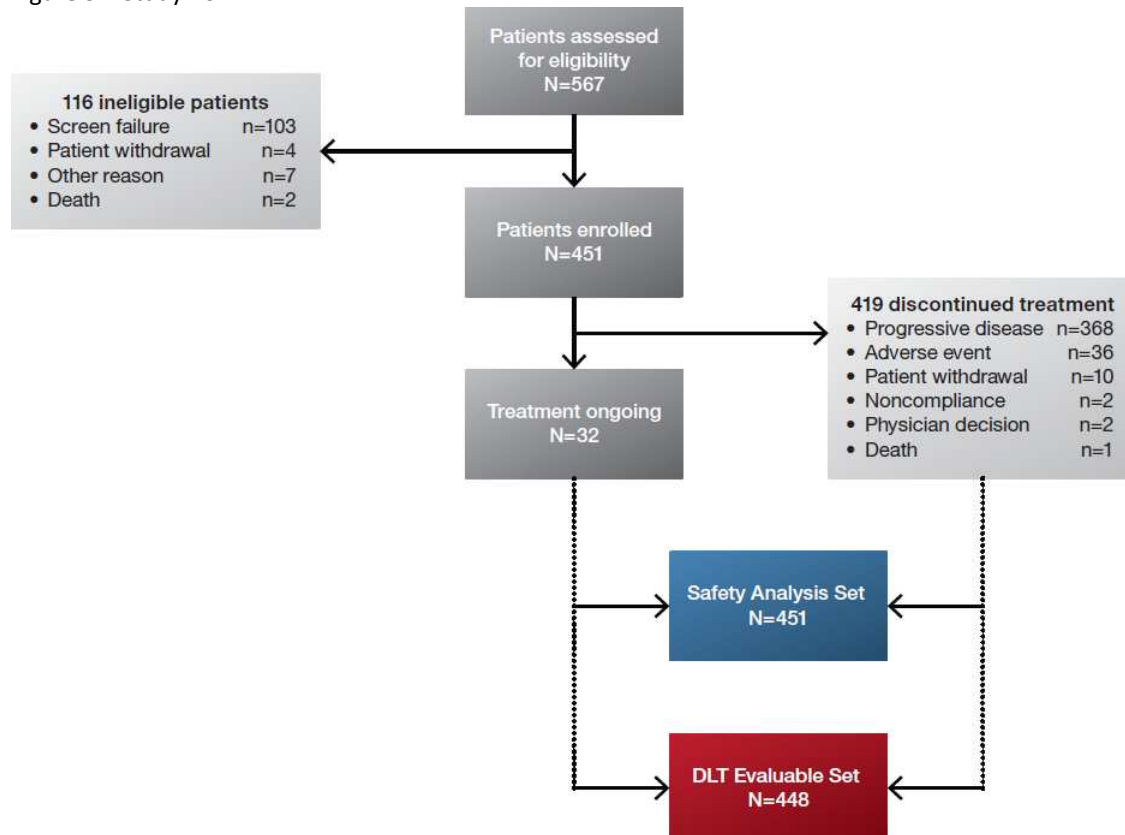 Patients assessed
for eligibility
N=567
116 ineligible patients
• Screen failure n=103
• Patient withdrawal n=4
• Other reason n=7
• Death n=2
Patients enrolled
N=451
419 discontinued treatment
• Progressive disease n=368
• Adverse event n=36
• Patient withdrawal n=10
• Noncompliance n=2
• Physician decision n=2
• Death n=1
Treatment ongoing
N=32
Safety Analysis Set
N=451
DLT Evaluable Set
N=448